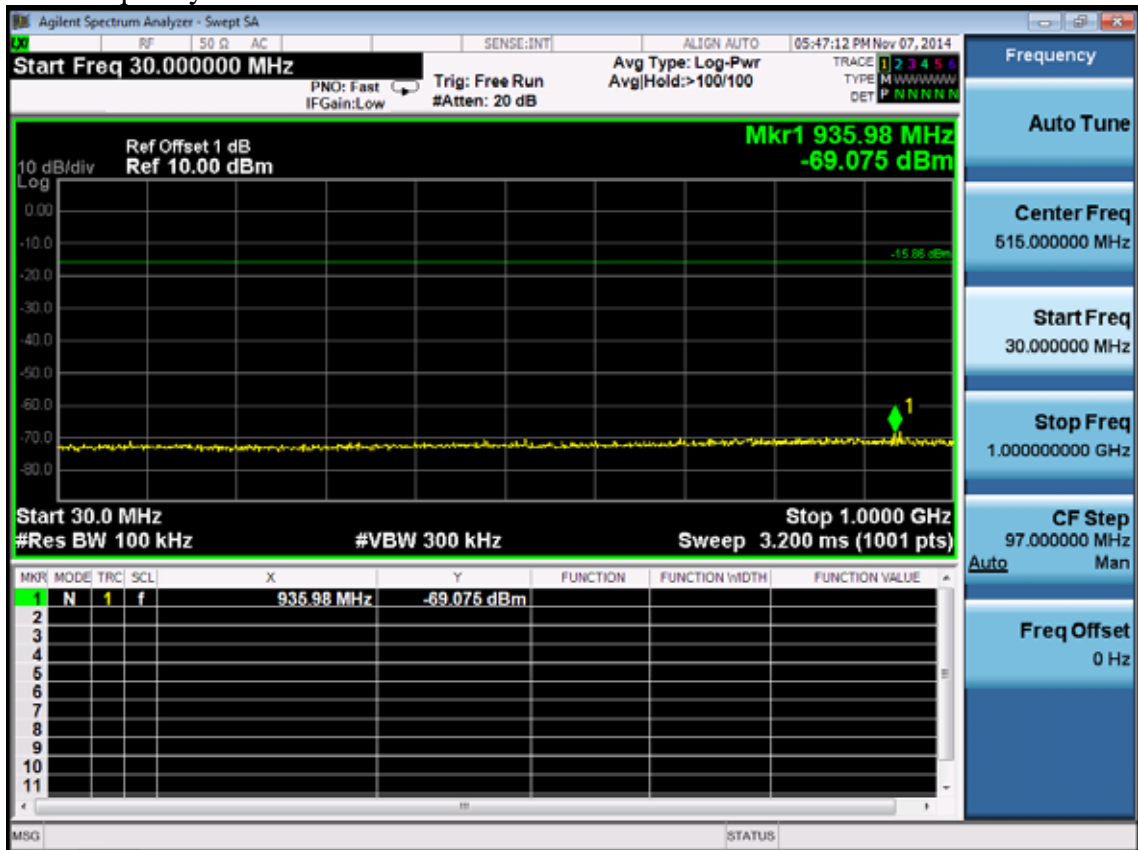 Agilent Spectrum Analyzer - Swept SA
LXI RF 50 Ω AC SENSE:INT ALIGN AUTO 05:47:12 PM Nov 07, 2014
Start Freq 30.000000 MHz
PNO: Fast
IFGain:Low
Trig: Free Run
#Atten: 20 dB
Avg Type: Log-Pwr
Avg|Hold:>100/100
TRACE 1 2 3 4 5 6
TYPE M WWWWW
DET P N N N N N
Mkr1 935.98 MHz
-69.075 dBm
Ref Offset 1 dB
10 dB/div Ref 10.00 dBm
Log
0.00
-10.0
-15.86 dBm
-20.0
-30.0
-40.0
-50.0
-60.0
1
-70.0
-80.0
Start 30.0 MHz Stop 1.0000 GHz
#Res BW 100 kHz #VBW 300 kHz Sweep 3.200 ms (1001 pts)
MKR MODE TRC SCL X Y FUNCTION FUNCTION WIDTH FUNCTION VALUE
1 N 1 f 935.98 MHz -69.075 dBm
2
3
4
5
6
7
8
9
10
11
MSG STATUS
Frequency
Auto Tune
Center Freq
515.000000 MHz
Start Freq
30.000000 MHz
Stop Freq
1.000000000 GHz
CF Step
97.000000 MHz
Auto Man
Freq Offset
0 Hz